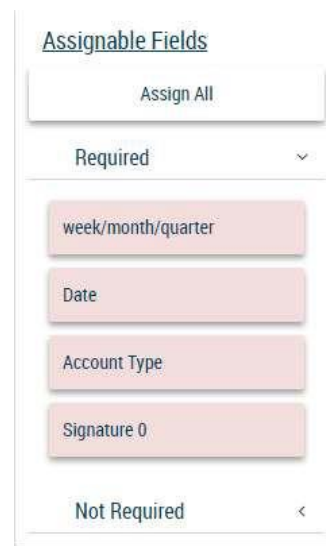 Assignable Fields
Assign All
Required
week/month/quarter
Date
Account Type
Signature 0
Not Required